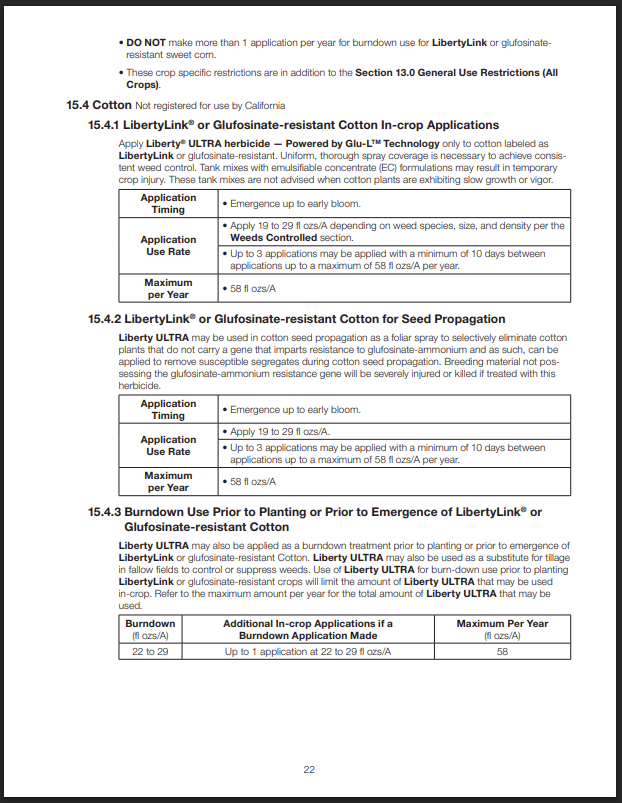 • DO NOT make more than 1 application per year for burndown use for LibertyLink or glufosinate-
resistant sweet corn.
• These crop specific restrictions are in addition to the Section 13.0 General Use Restrictions (All
Crops).
15.4 Cotton Not registered for use by California
15.4.1 LibertyLink® or Glufosinate-resistant Cotton In-crop Applications
Apply Liberty® ULTRA herbicide — Powered by Glu-L™ Technology only to cotton labeled as
LibertyLink or glufosinate-resistant. Uniform, thorough spray coverage is necessary to achieve consis-
tent weed control. Tank mixes with emulsifiable concentrate (EC) formulations may result in temporary
crop injury. These tank mixes are not advised when cotton plants are exhibiting slow growth or vigor.
Application
Timing
• Emergence up to early bloom.
Application
Use Rate
• Apply 19 to 29 fl ozs/A depending on weed species, size, and density per the
Weeds Controlled section.
• Up to 3 applications may be applied with a minimum of 10 days between
applications up to a maximum of 58 fl ozs/A per year.
Maximum
per Year
• 58 fl ozs/A
15.4.2 LibertyLink® or Glufosinate-resistant Cotton for Seed Propagation
Liberty ULTRA may be used in cotton seed propagation as a foliar spray to selectively eliminate cotton
plants that do not carry a gene that imparts resistance to glufosinate-ammonium and as such, can be
applied to remove susceptible segregates during cotton seed propagation. Breeding material not pos-
sessing the glufosinate-ammonium resistance gene will be severely injured or killed if treated with this
herbicide.
Application
Timing
• Emergence up to early bloom.
Application
Use Rate
• Apply 19 to 29 fl ozs/A.
• Up to 3 applications may be applied with a minimum of 10 days between
applications up to a maximum of 58 fl ozs/A per year.
Maximum
per Year
• 58 fl ozs/A
15.4.3 Burndown Use Prior to Planting or Prior to Emergence of LibertyLink® or
Glufosinate-resistant Cotton
Liberty ULTRA may also be applied as a burndown treatment prior to planting or prior to emergence of
LibertyLink or glufosinate-resistant Cotton. Liberty ULTRA may also be used as a substitute for tillage
in fallow fields to control or suppress weeds. Use of Liberty ULTRA for burn-down use prior to planting
LibertyLink or glufosinate-resistant crops will limit the amount of Liberty ULTRA that may be used
in-crop. Refer to the maximum amount per year for the total amount of Liberty ULTRA that may be
used.
Burndown
(fl ozs/A)
Additional In-crop Applications if a
Burndown Application Made
Maximum Per Year
(fl ozs/A)
22 to 29
Up to 1 application at 22 to 29 fl ozs/A
58
22